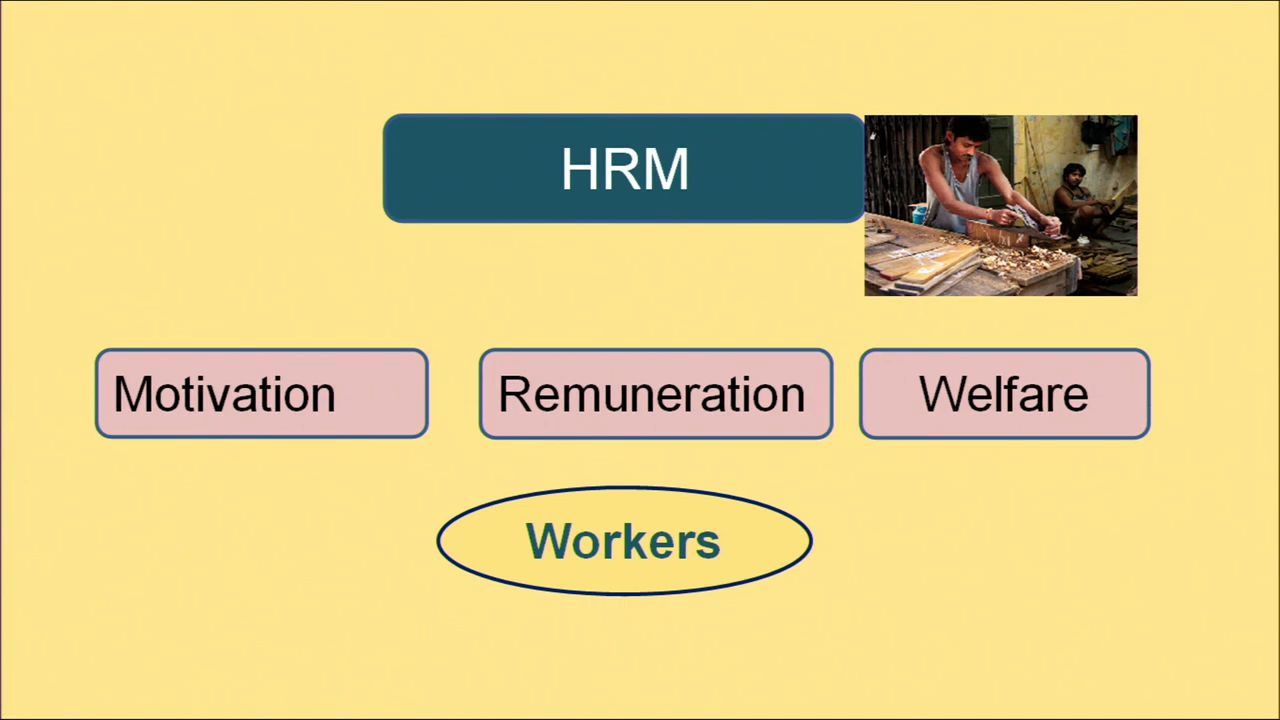 HRM
Motivation
Remuneration
Welfare
Workers